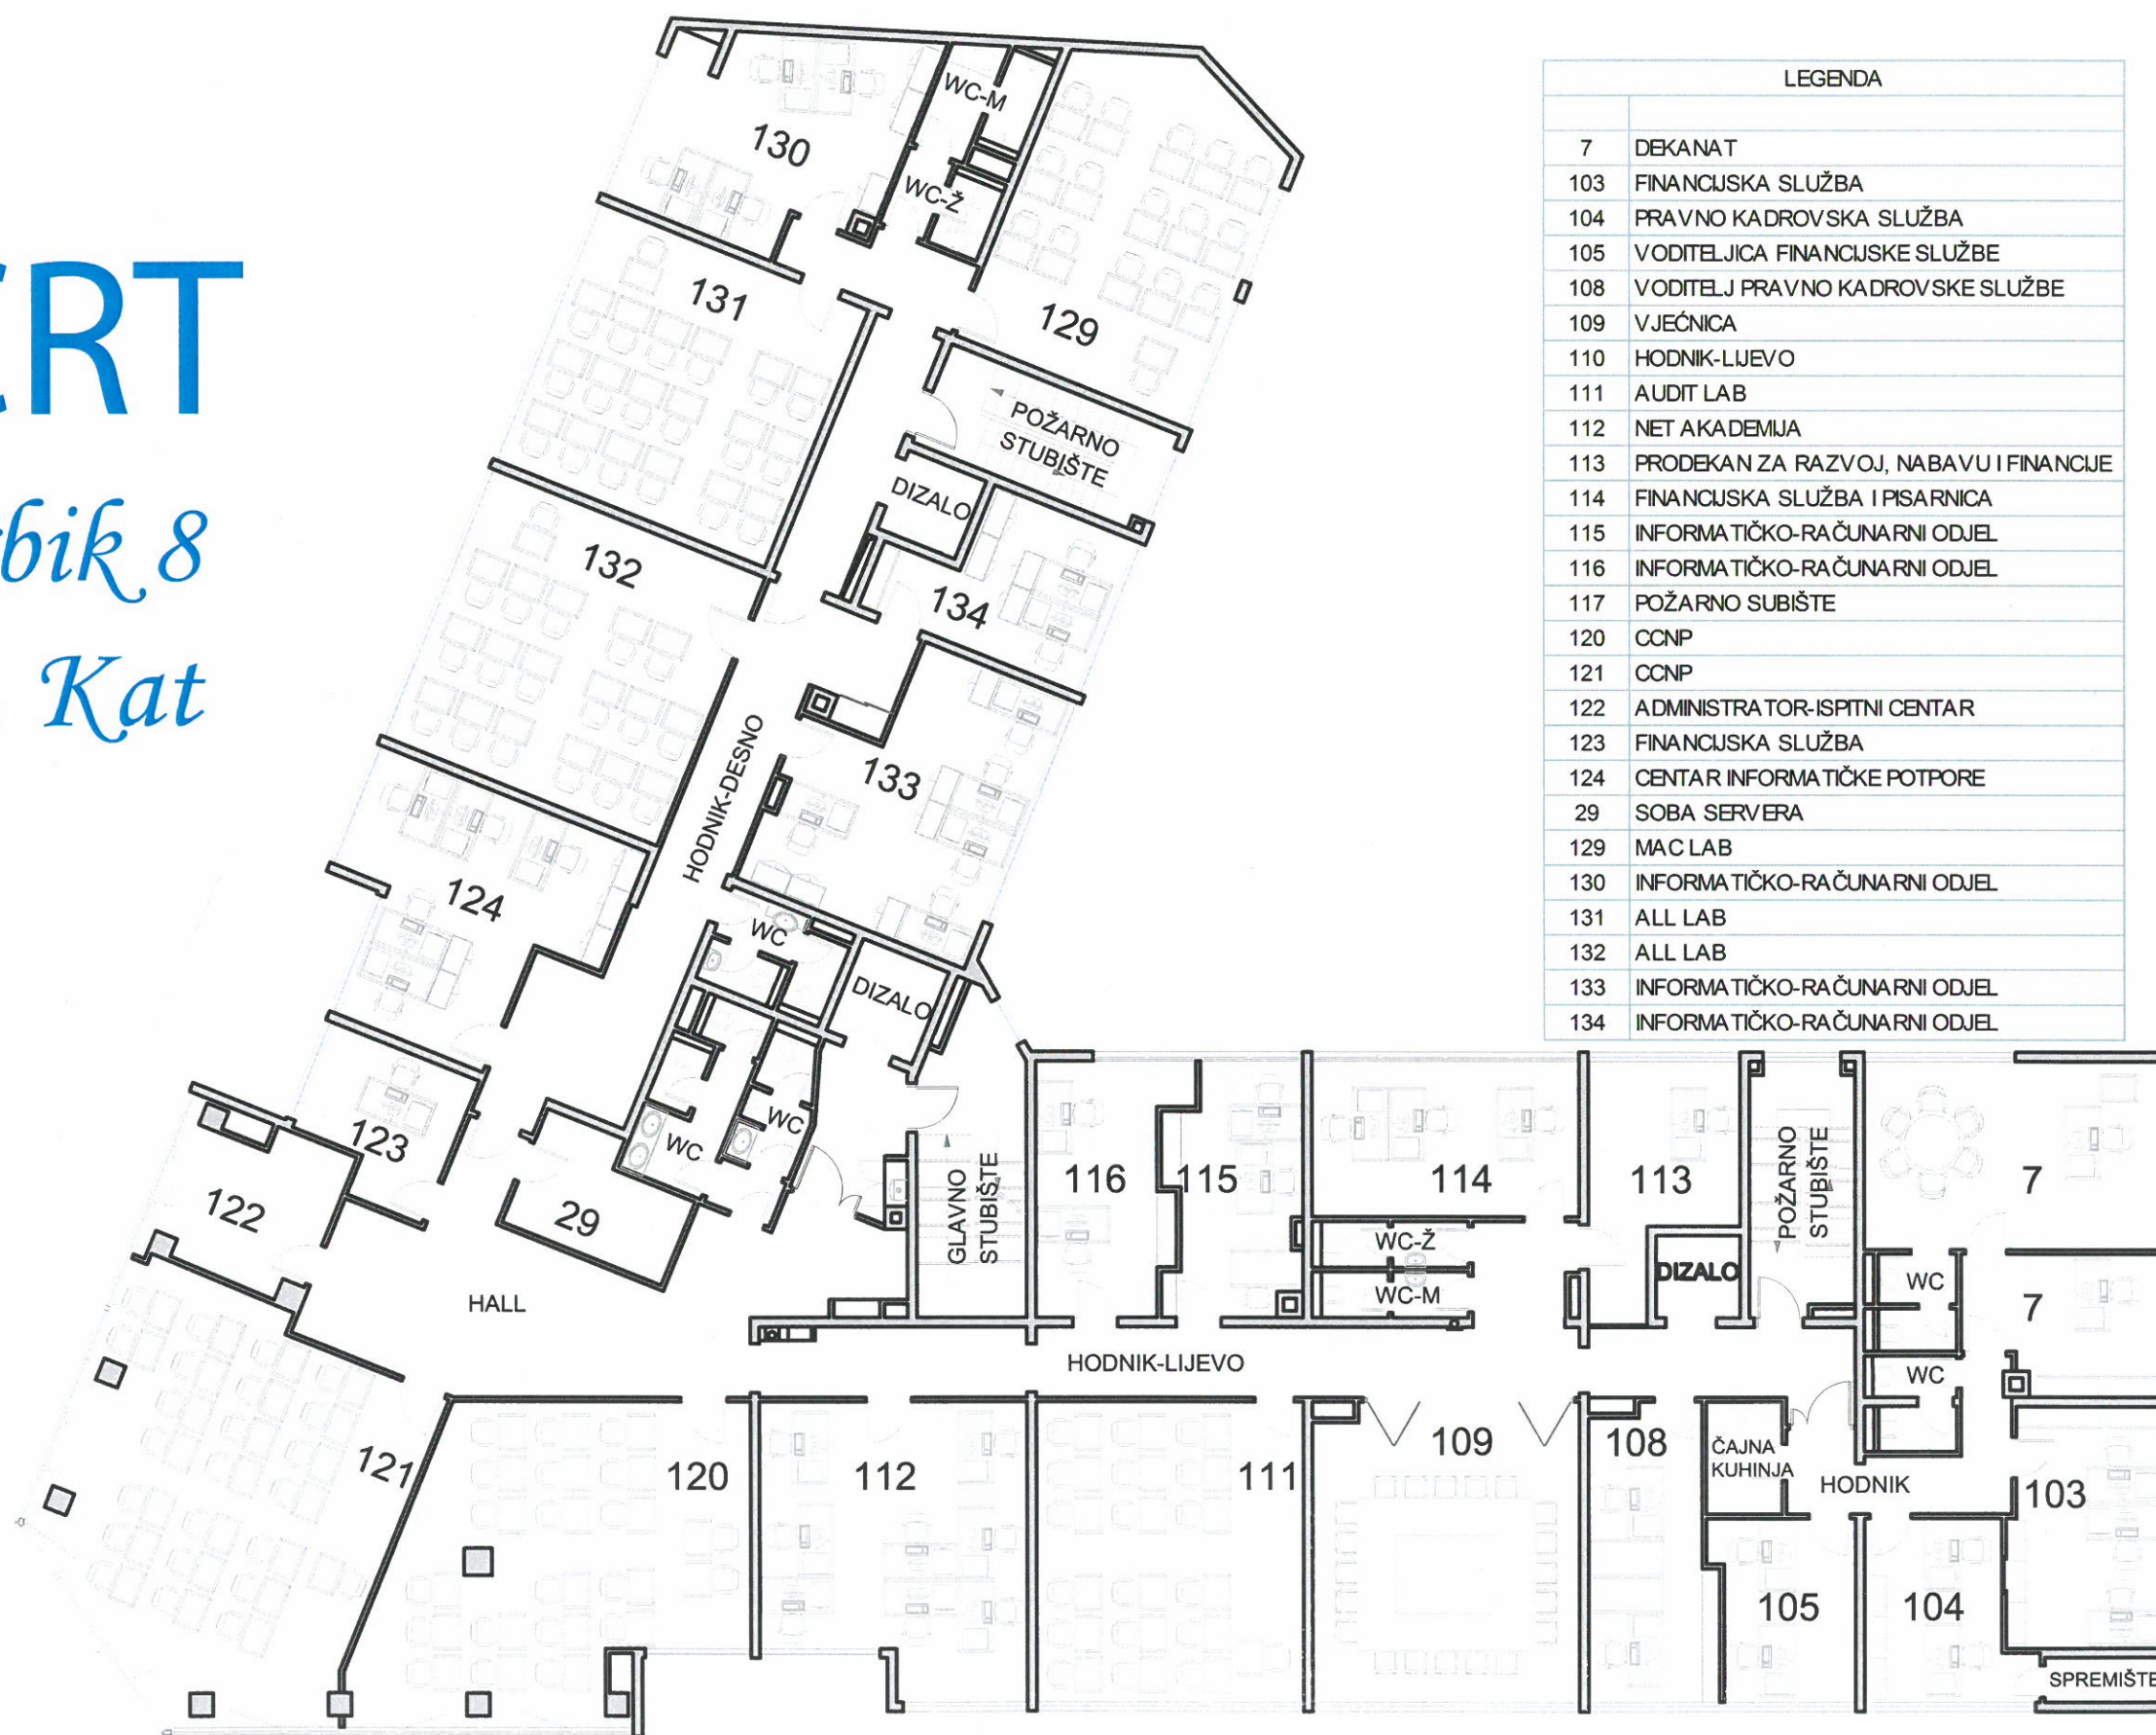 CRT
bik 8
Kat
LEGENDA
7 DEKANAT
103 FINANCIJSKA SLUŽBA
104 PRAVNO KADROVSKA SLUŽBA
105 VODITELJICA FINANCIJSKE SLUŽBE
108 VODITELJ PRAVNO KADROVSKE SLUŽBE
109 VJEĆNICA
110 HODNIK-LIJEVO
111 AUDIT LAB
112 NET AKADEMIJA
113 PRODEKAN ZA RAZVOJ, NABAVU I FINANCIJE
114 FINANCIJSKA SLUŽBA I PISARNICA
115 INFORMATIČKO-RAČUNARNI ODJEL
116 INFORMATIČKO-RAČUNARNI ODJEL
117 POŽARNO SUBIŠTE
120 CCNP
121 CCNP
122 ADMINISTRATOR-ISPITNI CENTAR
123 FINANCIJSKA SLUŽBA
124 CENTAR INFORMATIČKE POTPORE
29 SOBA SERVERA
129 MAC LAB
130 INFORMATIČKO-RAČUNARNI ODJEL
131 ALL LAB
132 ALL LAB
133 INFORMATIČKO-RAČUNARNI ODJEL
134 INFORMATIČKO-RAČUNARNI ODJEL
WC-M
130
WC-Ž
131
129
POŽARNO
STUBIŠTE
DIZALO
132
134
HODNIK-DESNO
133
124
WC
DIZALO
123
WC
WC
122
29
GLAVNO
STUBIŠTE
116
115
114
113
POŽARNO
STUBIŠTE
7
WC-Ž
WC-M
DIZALO
WC
7
HALL
HODNIK-LIJEVO
WC
121
120
112
111
109
108
ČAJNA
KUHINJA
HODNIK
103
105
104
SPREMIŠTE